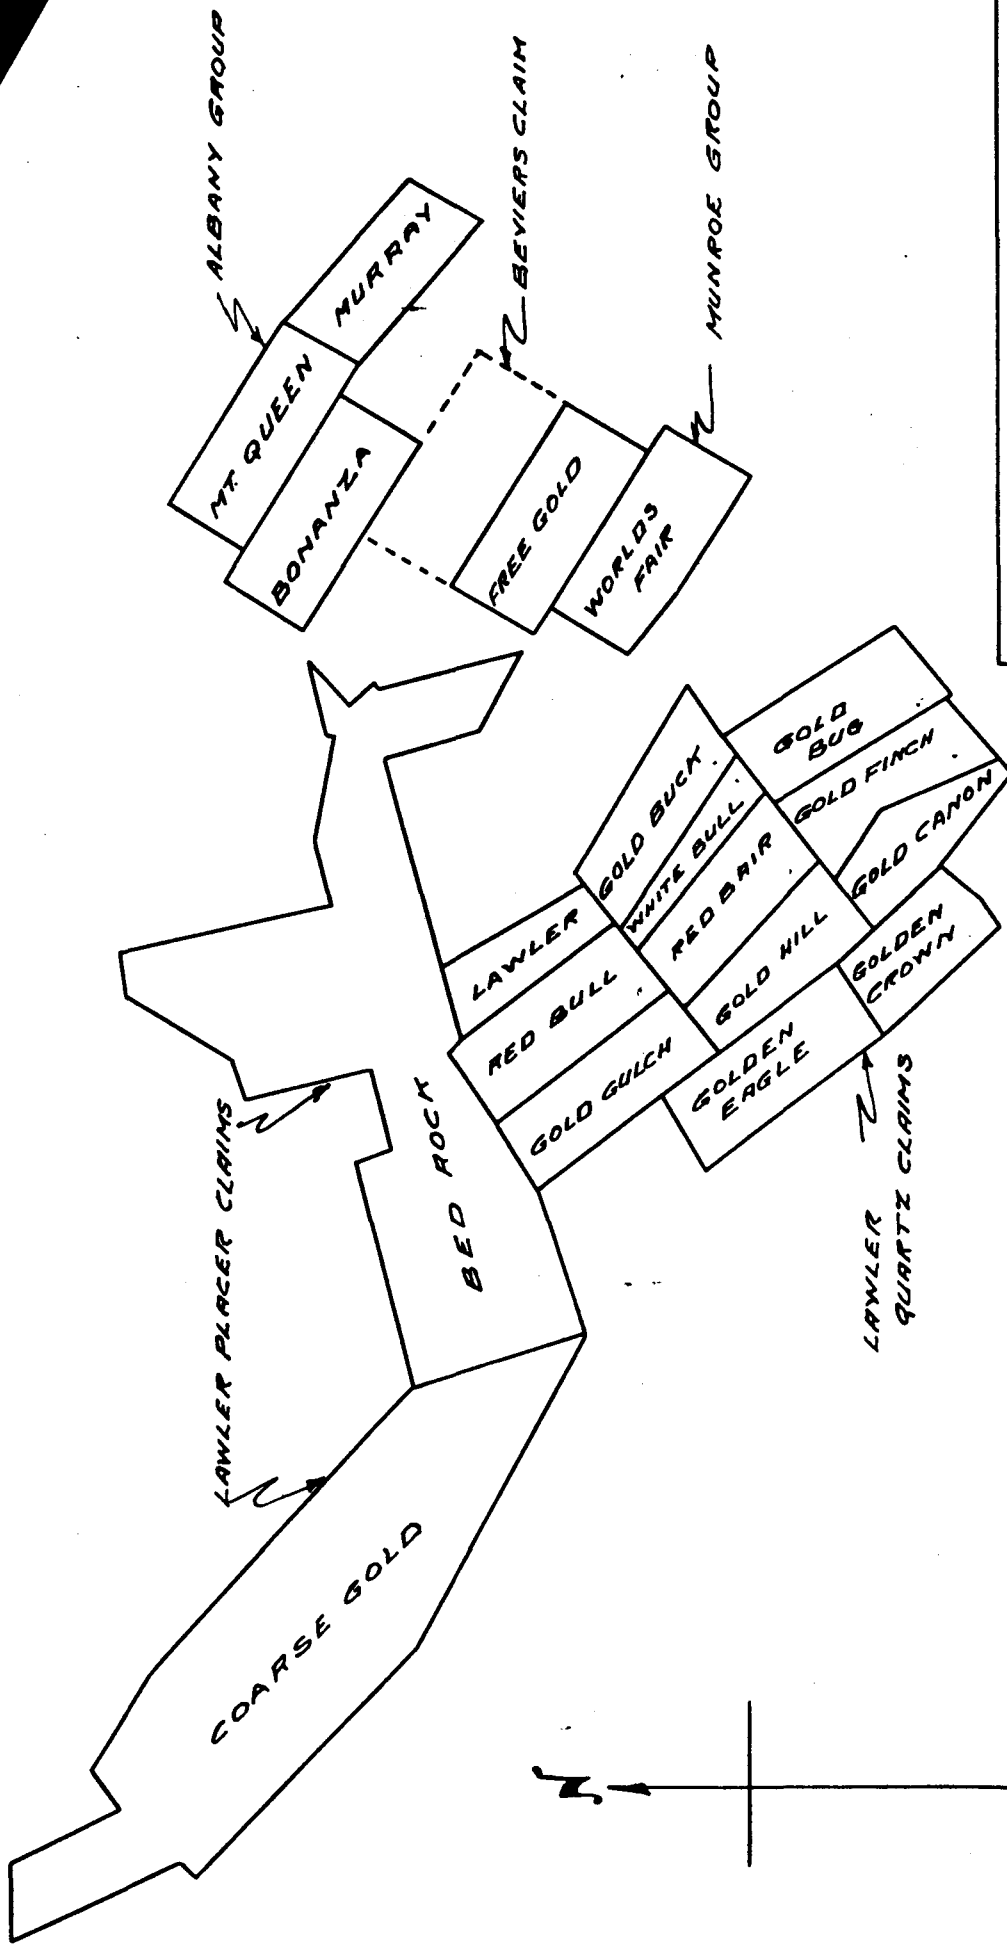 ALBANY GROUP
MT. QUEEN
MURRAY
BONANZA
BEVIERS CLAIM
FREE GOLD
WORLDS
FAIR
MUNROE GROUP
LAWLER PLACER CLAIMS
COARSE GOLD
BED ROCK
LAWLER
RED BULL
GOLD GULCH
GOLD BUCK
WHITE BULL
RED BAIR
GOLD HILL
GOLDEN
EAGLE
GOLD
BUG
GOLD FINCH
GOLD CANON
GOLDEN
CROWN
LAWLER
QUARTZ CLAIMS
N